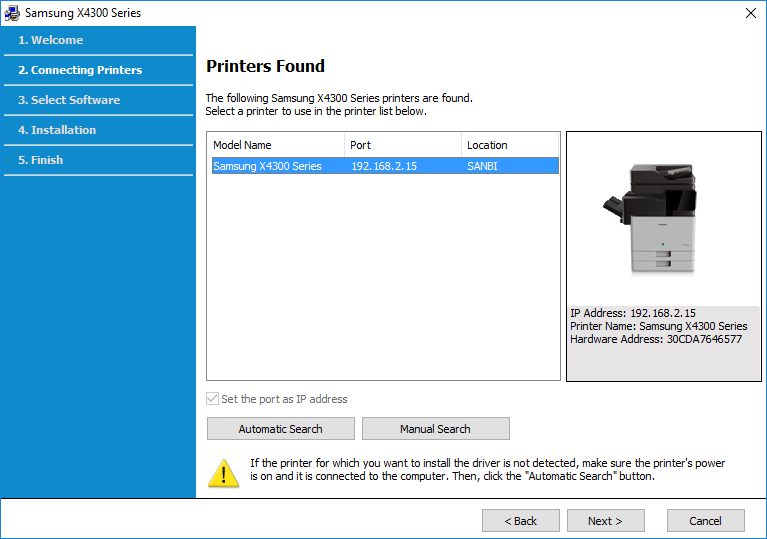 Samsung X4300 Series
1. Welcome
2. Connecting Printers
3. Select Software
4. Installation
5. Finish
Printers Found
The following Samsung X4300 Series printers are found.
Select a printer to use in the printer list below.
Model Name Port Location
Samsung X4300 Series 192.168.2.15 SANBI
IP Address: 192.168.2.15
Printer Name: Samsung X4300 Series
Hardware Address: 30CDA7646577
Set the port as IP address
Automatic Search Manual Search
If the printer for which you want to install the driver is not detected, make sure the printer's power
is on and it is connected to the computer. Then, click the "Automatic Search" button.
< Back Next > Cancel